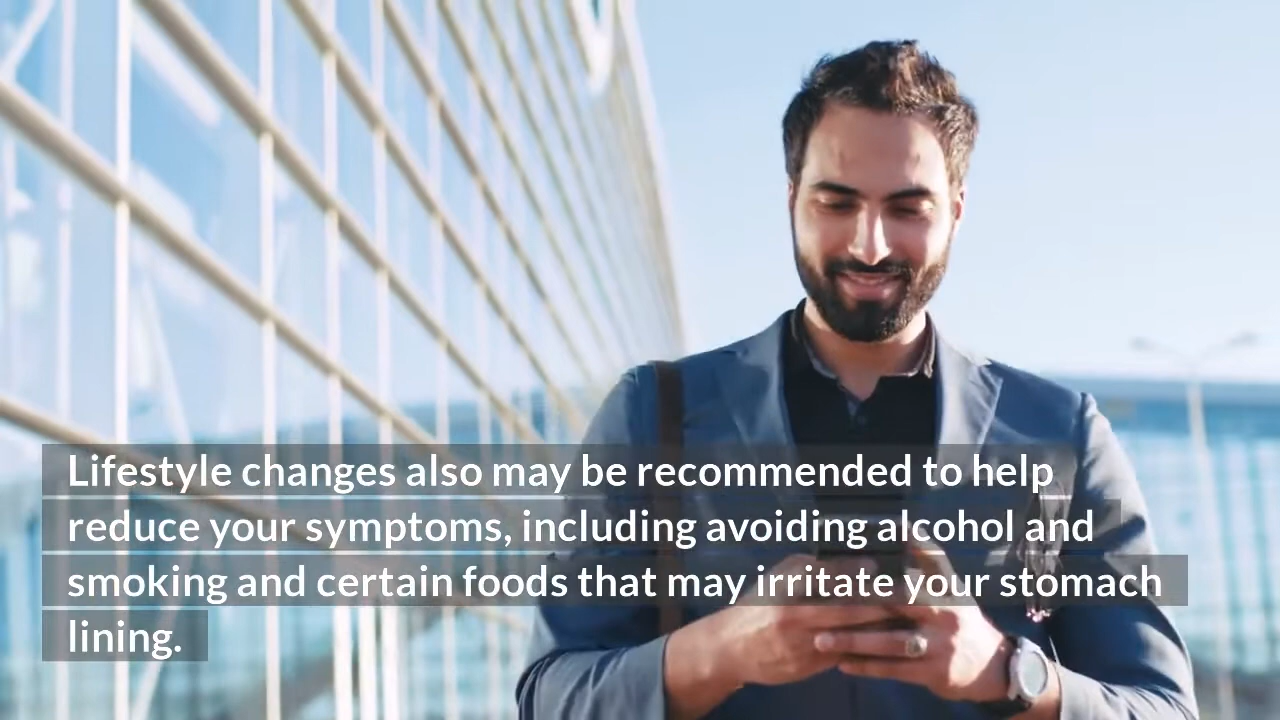 Lifestyle changes also may be recommended to help
reduce your symptoms, including avoiding alcohol and
smoking and certain foods that may irritate your stomach
lining.